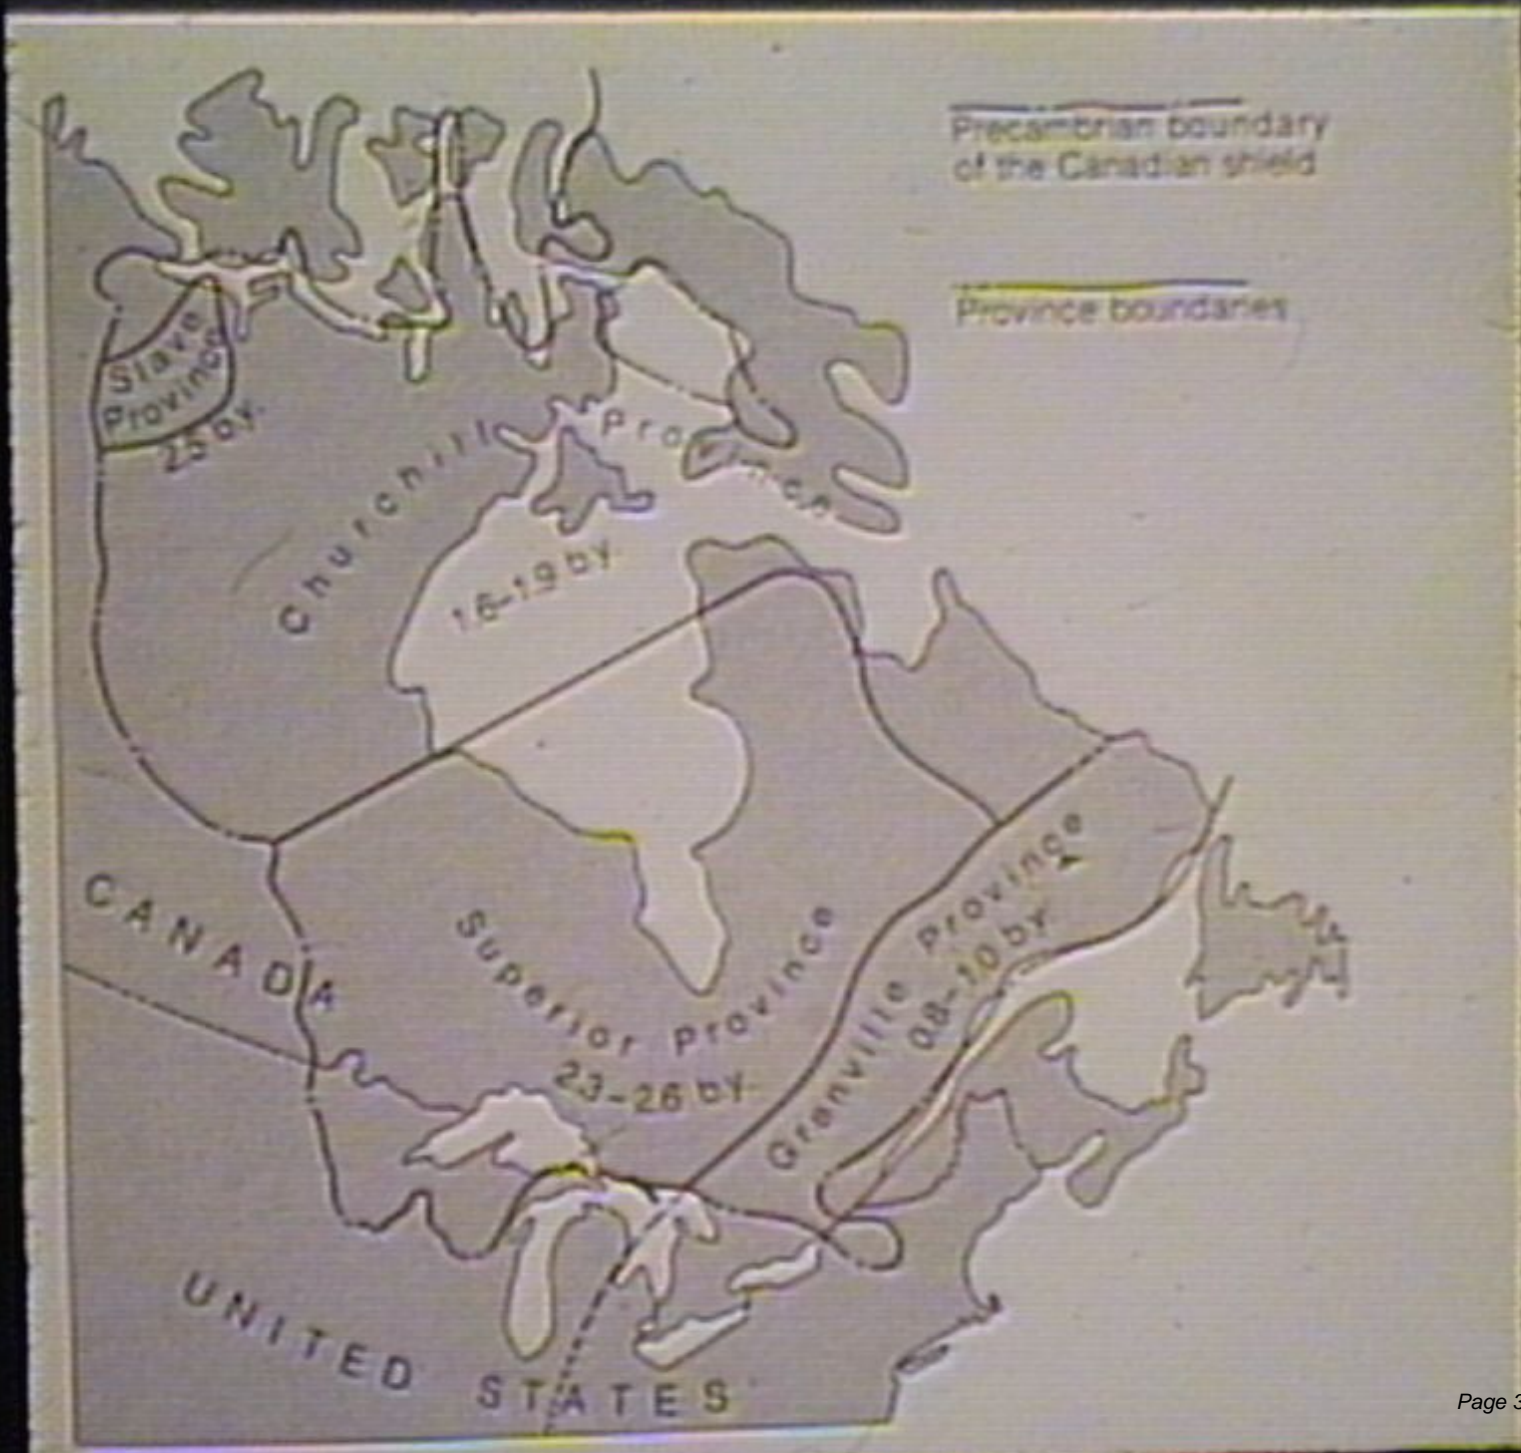 Precambrian boundary
of the Canadian shield
Province boundaries
Slave
Province
2.5 b.y.
Churchill Province
1.6–1.9 b.y.
CANADA
Superior Province
2.3–2.6 b.y.
Grenville Province
0.8–1.0 b.y.
UNITED STATES
Page 3